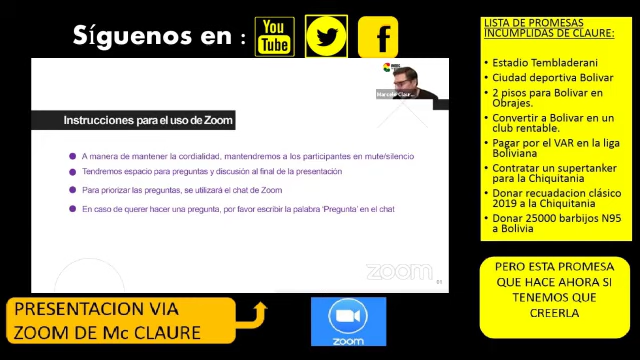 Síguenos en :
You
Tube
f
LISTA DE PROMESAS
INCUMPLIDAS DE CLAURE:
• Estadio Tembladerani
• Ciudad deportiva Bolivar
• 2 pisos para Bolivar en
Obrajes.
• Convertir a Bolivar en un
club rentable.
• Pagar por el VAR en la liga
Boliviana
• Contratar un supertanker
para la Chiquitania
• Donar recuadacion clásico
2019 a la Chiquitania
• Donar 25000 barbijos N95
a Bolivia
Marcelo Claur...
Instrucciones para el uso de Zoom
A manera de mantener la cordialidad, mantendremos a los participantes en mute/silencio
Tendremos espacio para preguntas y discusión al final de la presentación
Para priorizar las preguntas, se utilizará el chat de Zoom
En caso de querer hacer una pregunta, por favor escribir la palabra 'Pregunta' en el chat
zoom
PERO ESTA PROMESA
QUE HACE AHORA SI
TENEMOS QUE
CREERLA
PRESENTACION VIA
ZOOM DE Mc CLAURE
zoom